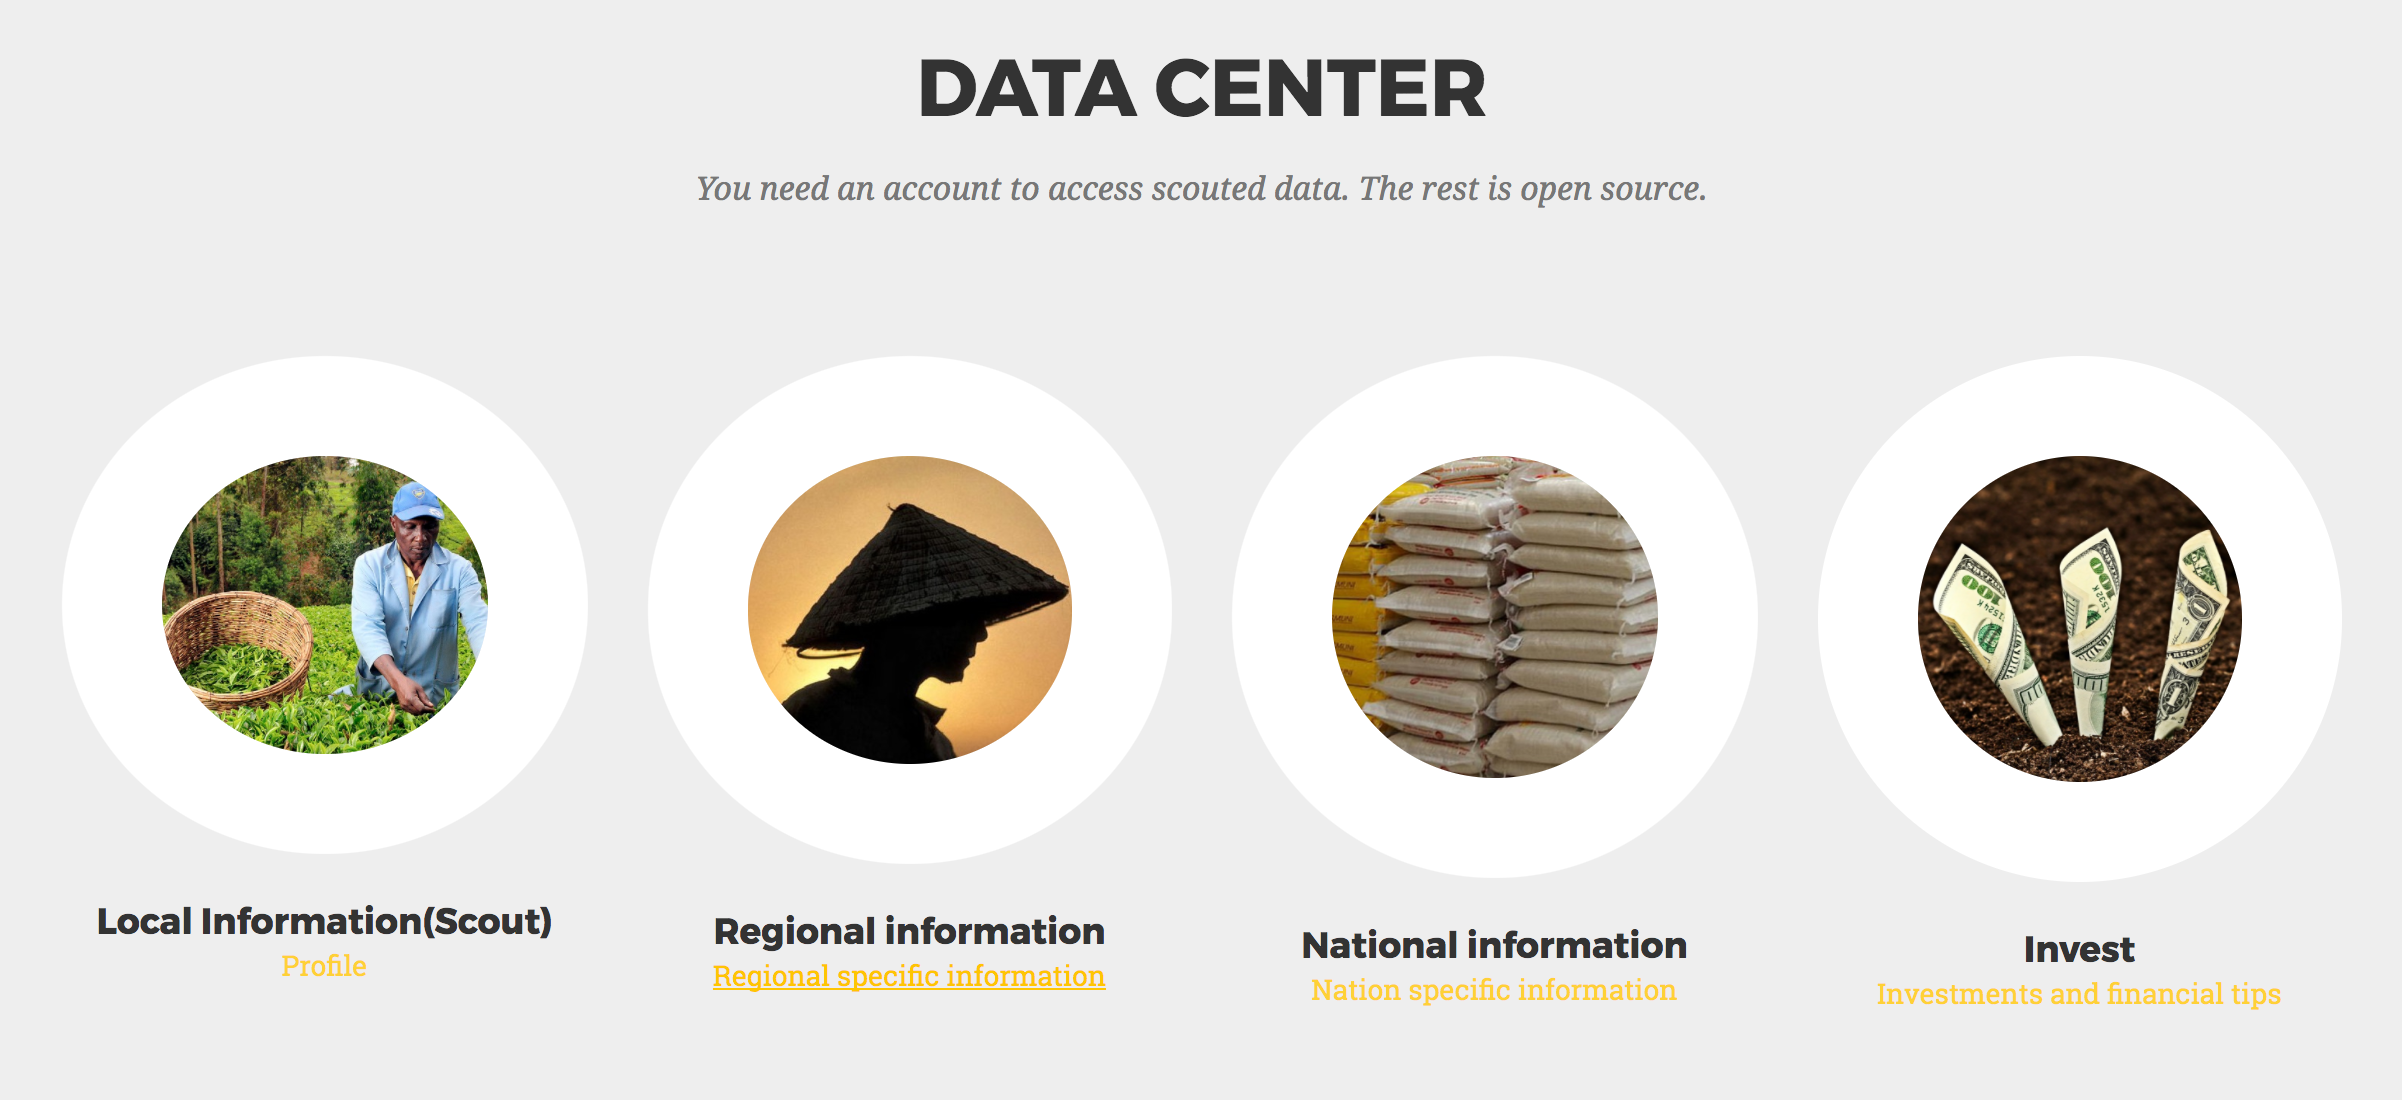 DATA CENTER
You need an account to access scouted data. The rest is open source.
Local Information(Scout)
Profile
Regional information
Regional specific information
National information
Nation specific information
Invest
Investments and financial tips